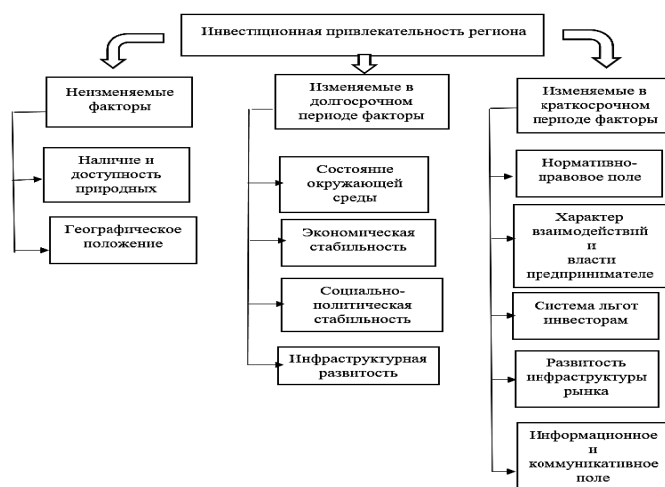 Инвестиционная привлекательность региона
Неизменяемые
факторы
Наличие и
доступность
природных
Географическое
положение
Изменяемые в
долгосрочном
периоде факторы
Состояние
окружающей
среды
Экономическая
стабильность
Социально-
политическая
стабильность
Инфраструктурная
развитость
Изменяемые в
краткосрочном
периоде факторы
Нормативно-
правовое поле
Характер
взаимодействий
и
власти
предпринимателе
Система льгот
инвесторам
Развитость
инфраструктуры
рынка
Информационное
и
коммуникативное
поле